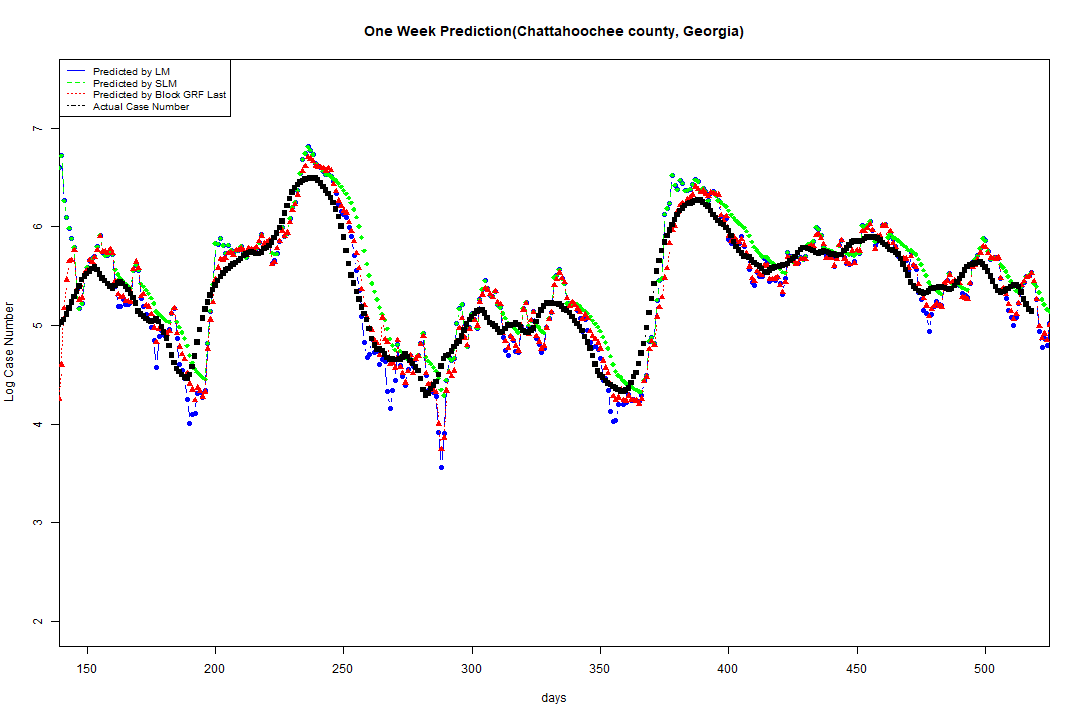 One Week Prediction(Chattahoochee county, Georgia)
Predicted by LM
Predicted by SLM
Predicted by Block GRF Last
Actual Case Number
Log Case Number
7
6
5
4
3
2
150 200 250 300 350 400 450 500
days